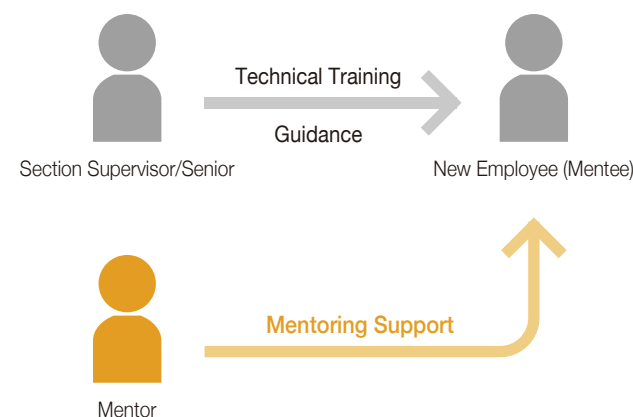 Technical Training
Guidance
Section Supervisor/Senior
New Employee (Mentee)
Mentoring Support
Mentor